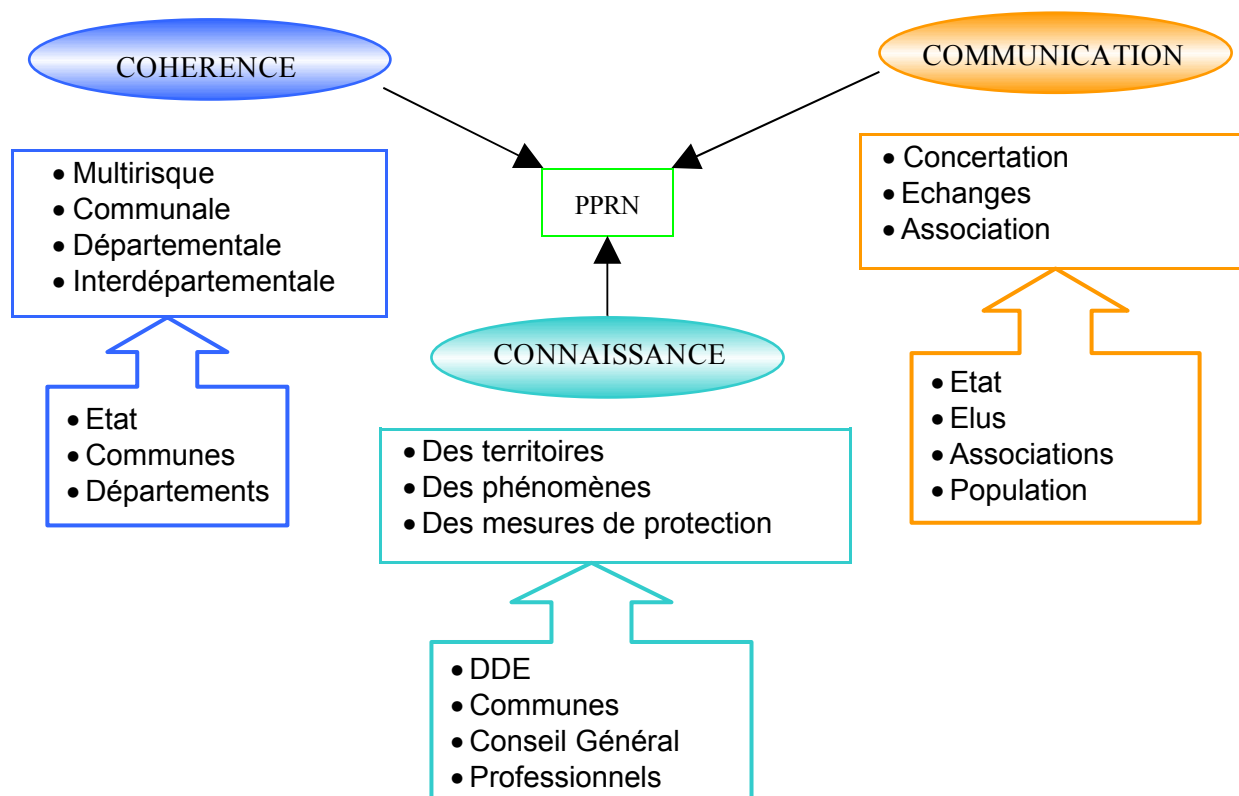 COHERENCE
COMMUNICATION
PPRN
• Multirisque
• Communale
• Départementale
• Interdépartementale
• Concertation
• Echanges
• Association
CONNAISSANCE
• Etat
• Communes
• Départements
• Des territoires
• Des phénomènes
• Des mesures de protection
• Etat
• Elus
• Associations
• Population
• DDE
• Communes
• Conseil Général
• Professionnels